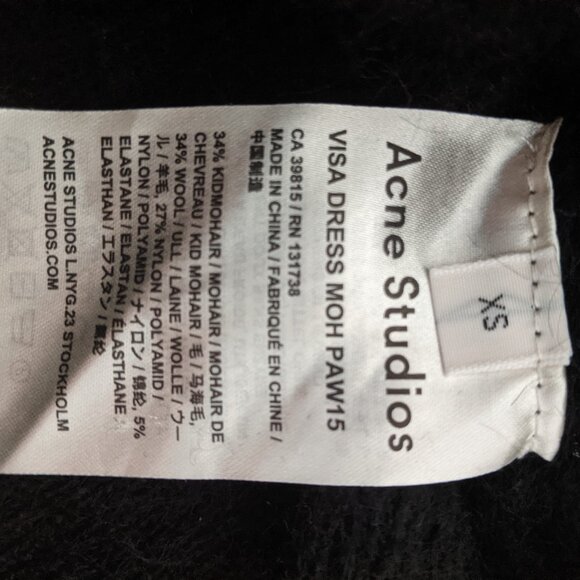 Acne Studios
XS
VISA DRESS MOH PAW15
CA 39815 / RN 131738
MADE IN CHINA / FABRIQUÉ EN CHINE /
中国制造
34% KIDMOHAIR / MOHAIR / MOHAIR DE
CHEVREAU / KID MOHAIR / 毛 / 马海毛,
34% WOOL / ULL / LAINE / WOLLE / ウー
ル / 羊毛, 27% NYLON / POLYAMID /
NYLON / POLYAMID / ナイロン / 锦纶, 5%
ELASTANE / ELASTAN / ÉLASTHANE /
ELASTHAN / エラスタン / 氨纶
ACNE STUDIOS L.NYG.23 STOCKHOLM
ACNESTUDIOS.COM